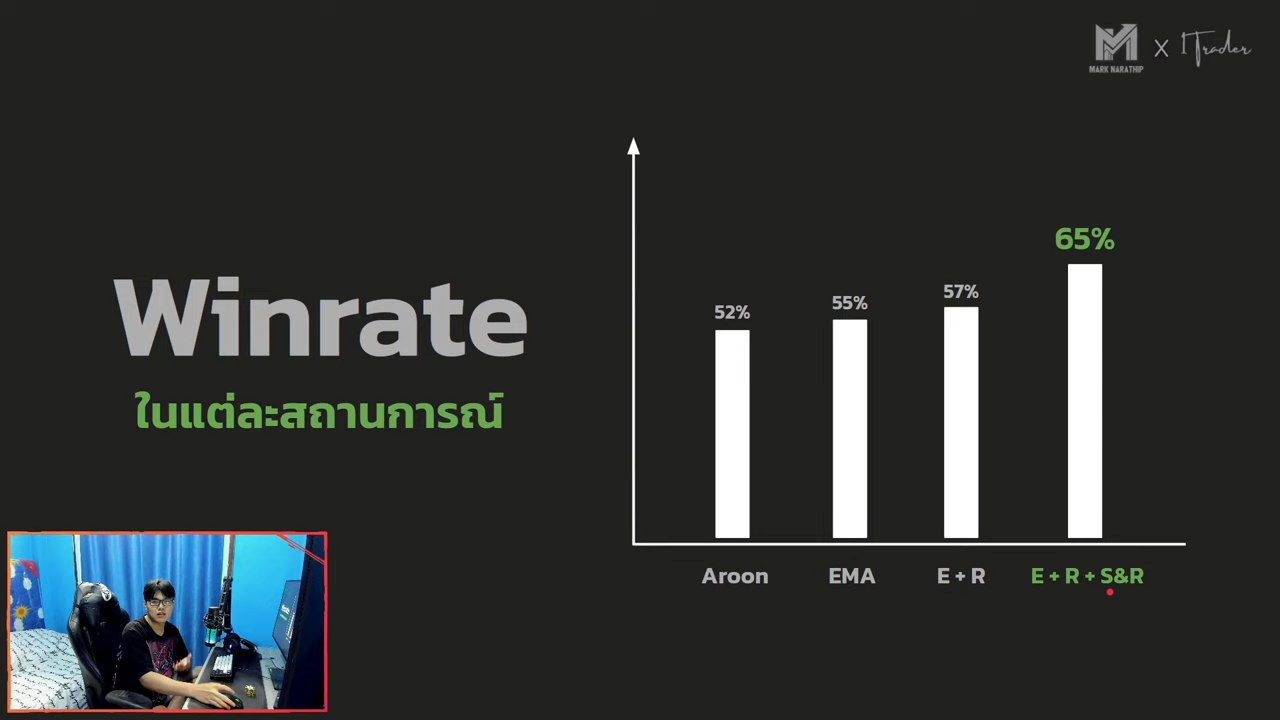 MARK NARATHIP
X
1Trader
65%
57%
55%
52%
Winrate
ในแต่ละสถานการณ์
Aroon
EMA
E + R
E + R + S&R